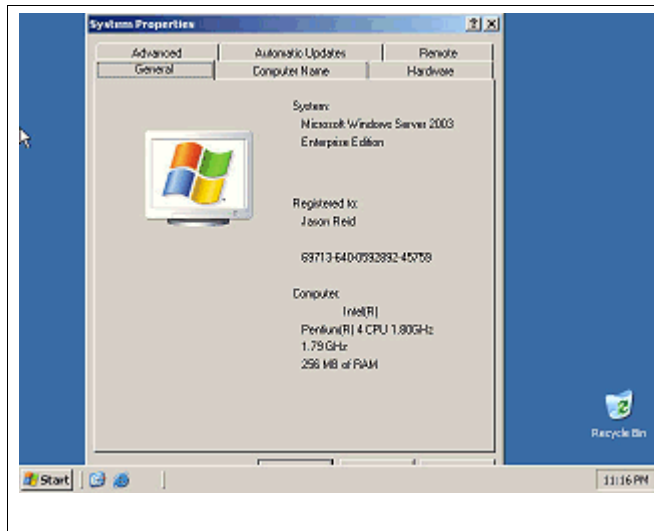 System Properties
Advanced
Automatic Updates
Remote
General
Computer Name
Hardware
System:
Microsoft Windows Server 2003
Enterprise Edition
Registered to:
Jason Reid
69713-640-0592892-45759
Computer:
Intel(R)
Pentium(R) 4 CPU 1.80GHz
1.79 GHz
256 MB of RAM
Recycle Bin
Start
11:16 PM